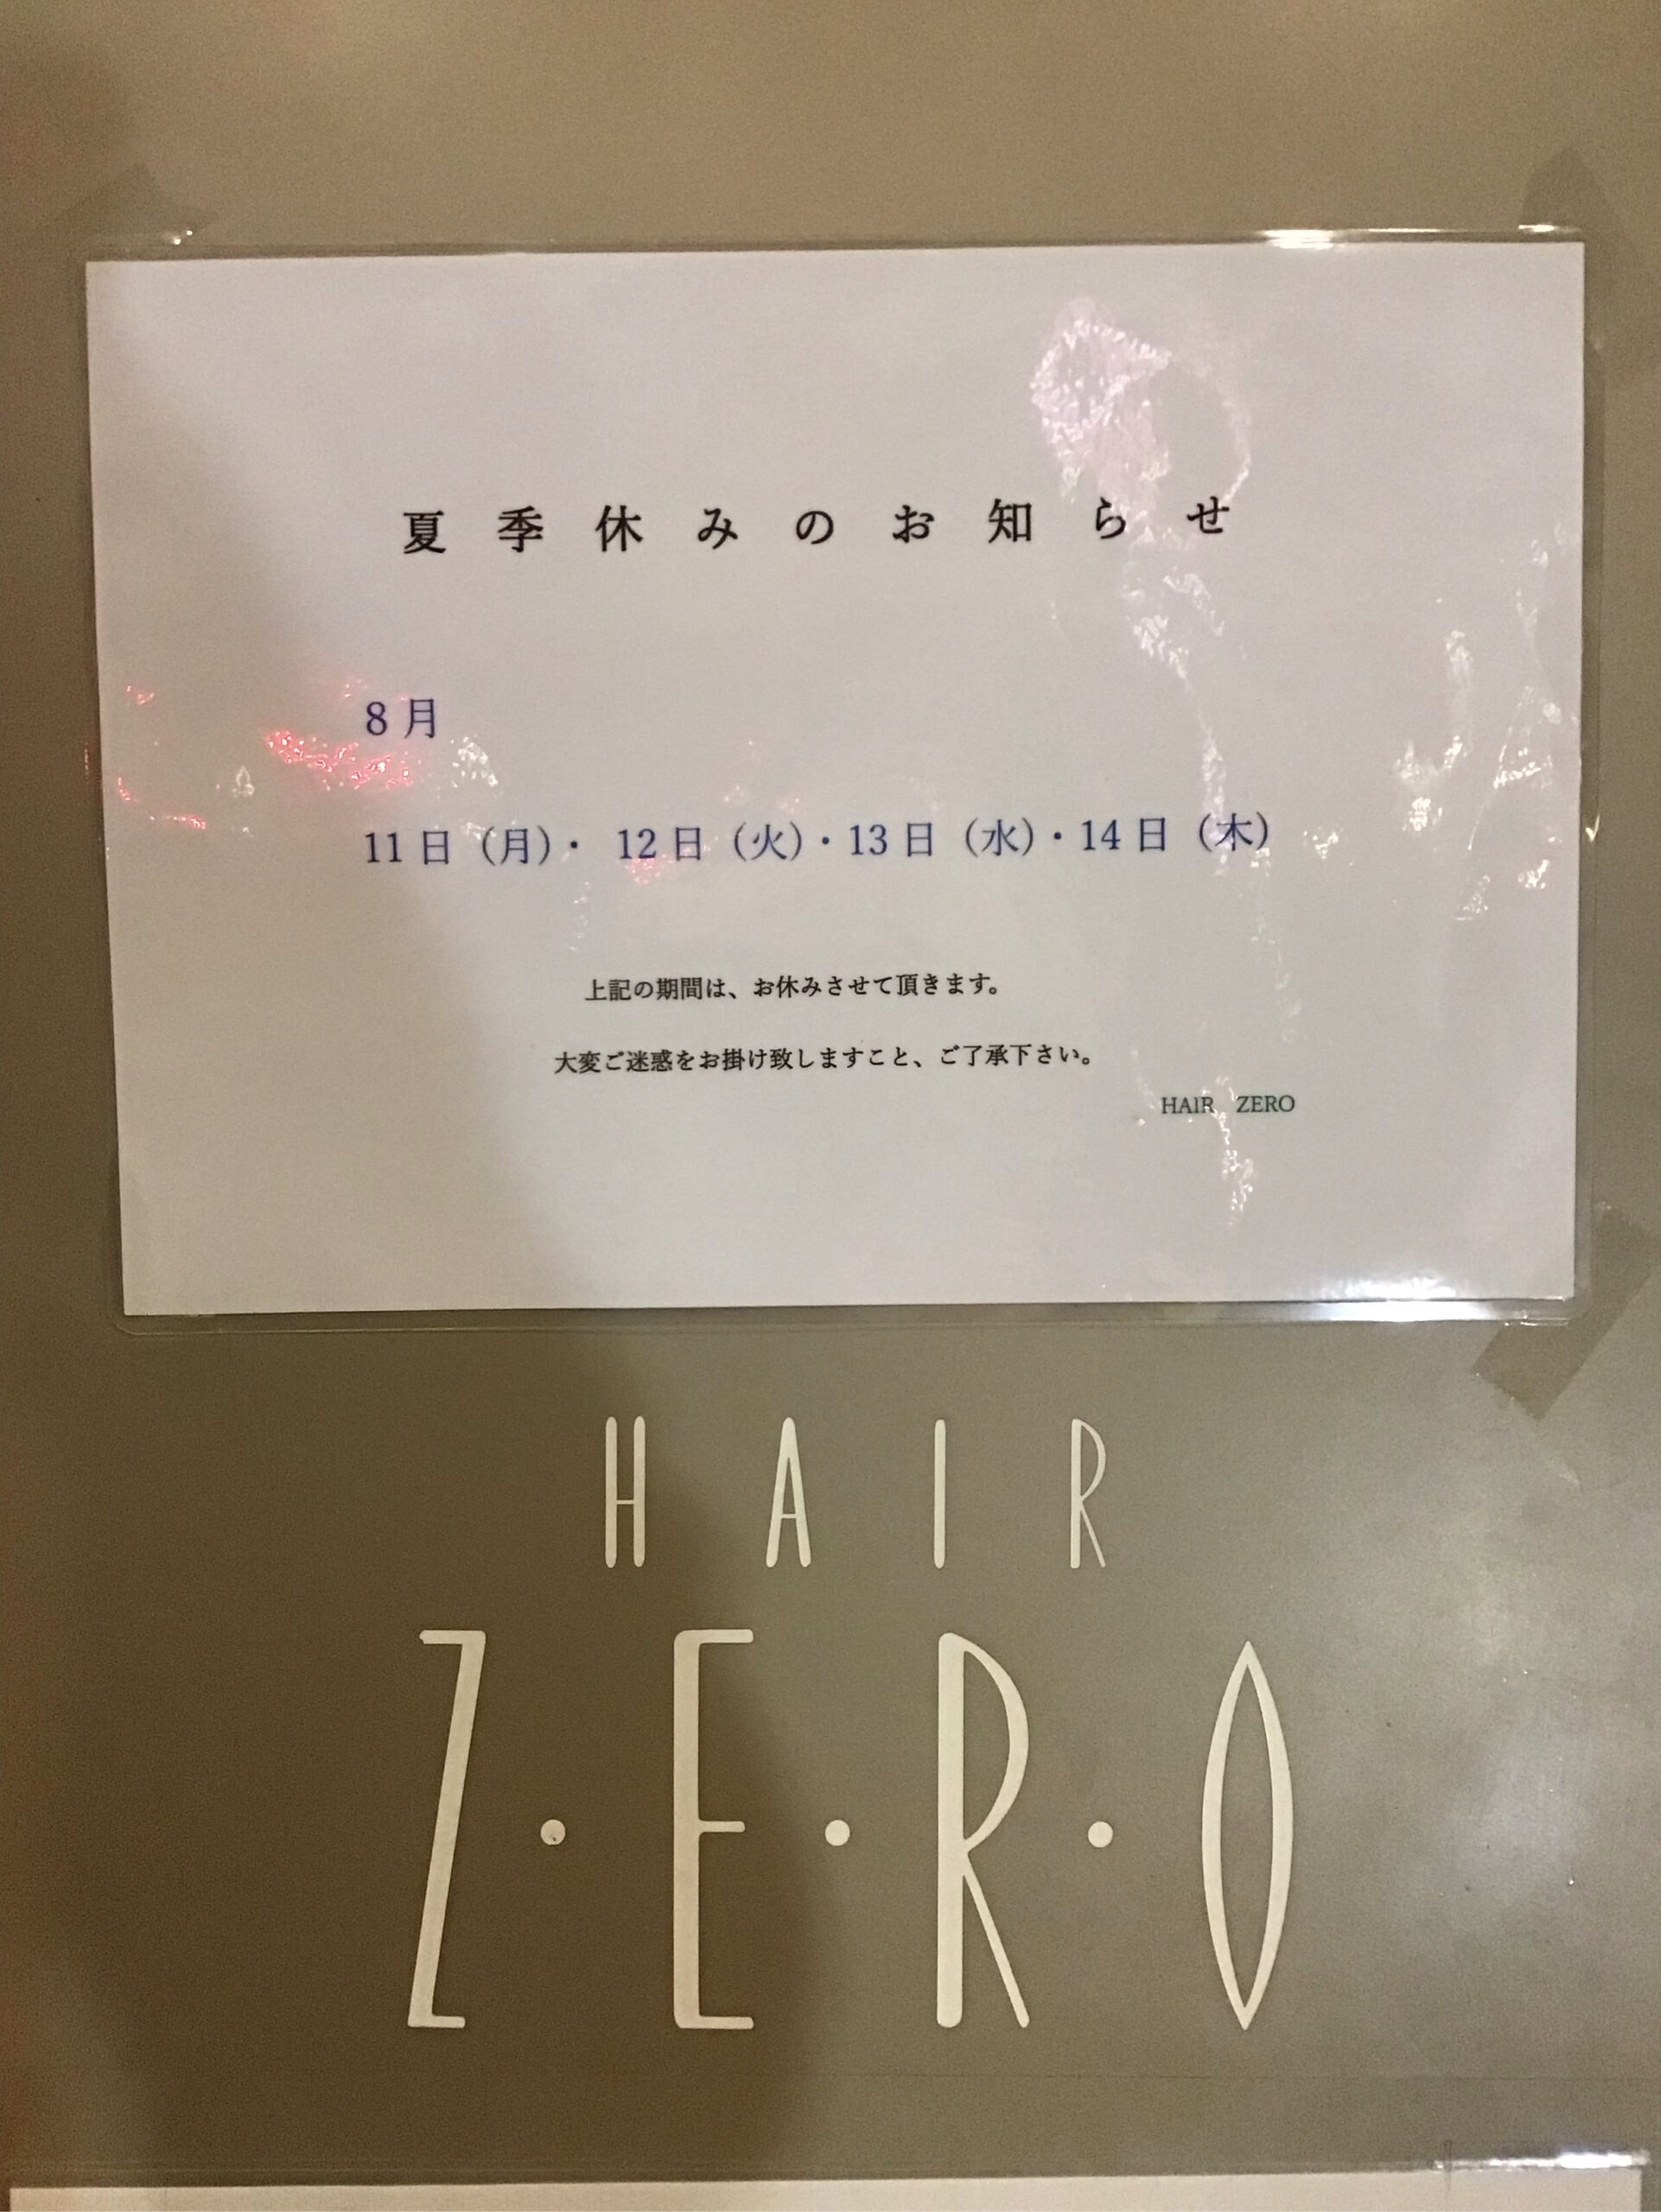 夏季休みのお知らせ
8月
11日（月）・ 12日（火）・13日（水）・14日（木）
上記の期間は、お休みさせて頂きます。
大変ご迷惑をお掛け致しますこと、ご了承下さい。
HAIR ZERO
HAIR
Z・E・R・O